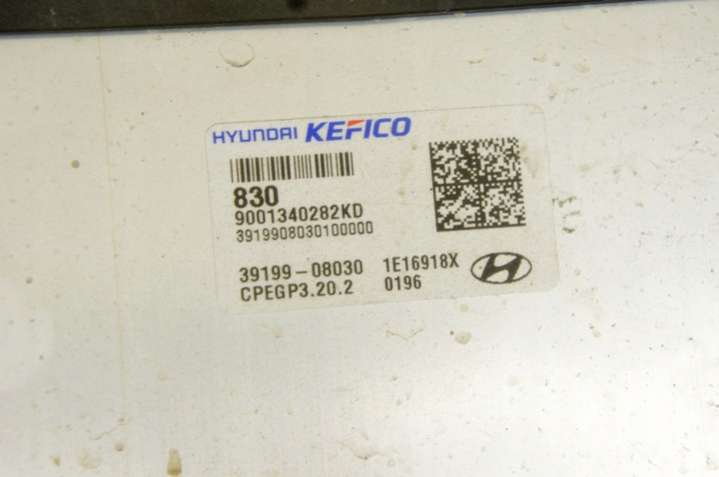 HYUNDAI KEFICO
830
9001340282KD
3919908030100000
39199-08030 1E16918X
CPEGP3.20.2 0196